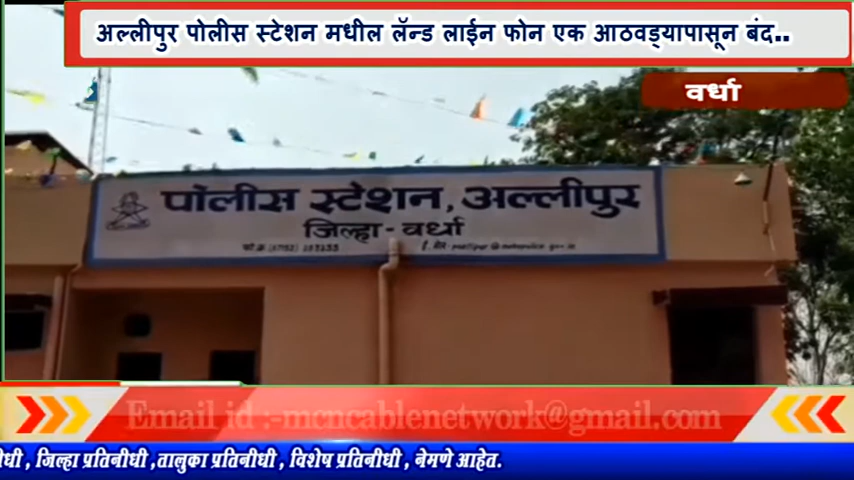 अल्लीपुर पोलीस स्टेशन मधील लॅन्ड लाईन फोन एक आठवड्यापासून बंद..
वर्धा
पोलीस स्टेशन, अल्लीपुर
जिल्हा - वर्धा
Email id :-mcncablenetwork@gmail.com
जिल्हा प्रतिनीधी ,तालुका प्रतिनीधी , विशेष प्रतिनीधी , नेमणे आहेत.